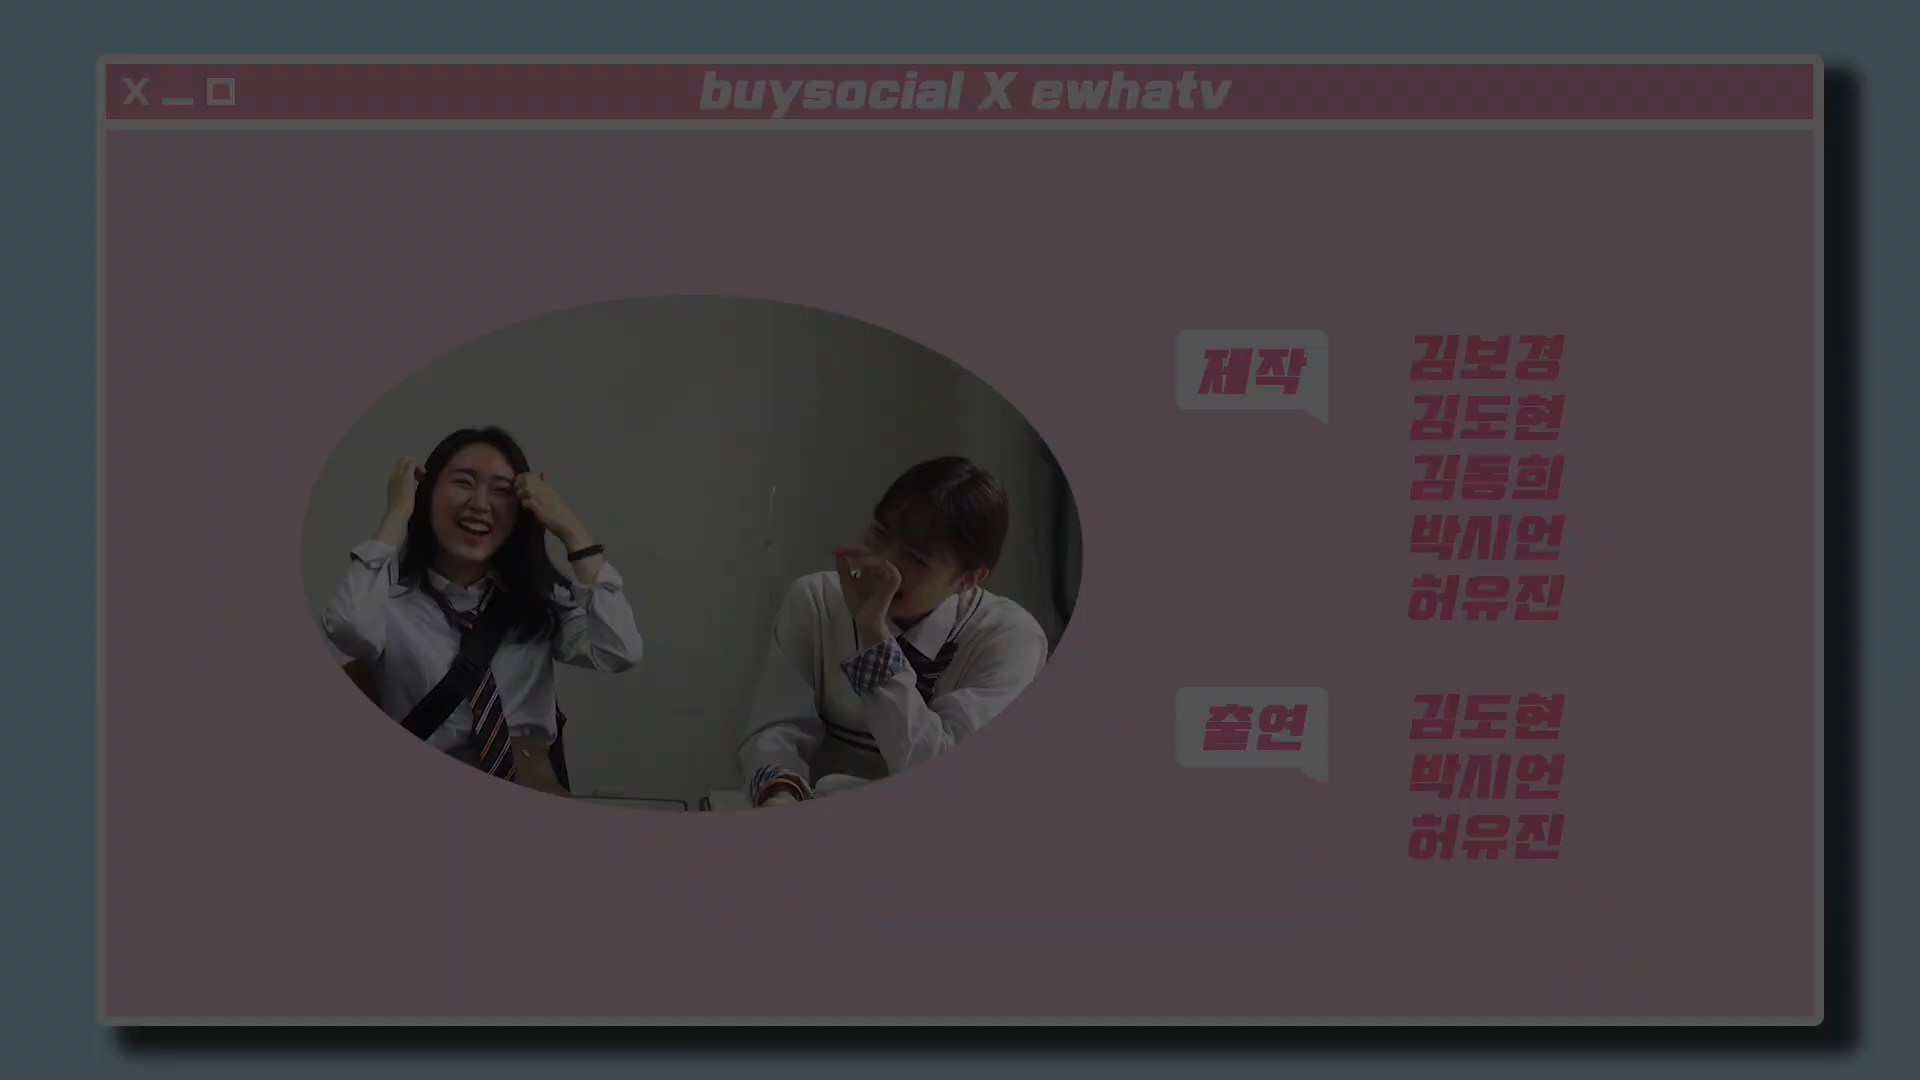 X _ □ buysocial X ewhatv
제작
김보경
김도현
김동희
박시언
허유진
출연
김도현
박시언
허유진